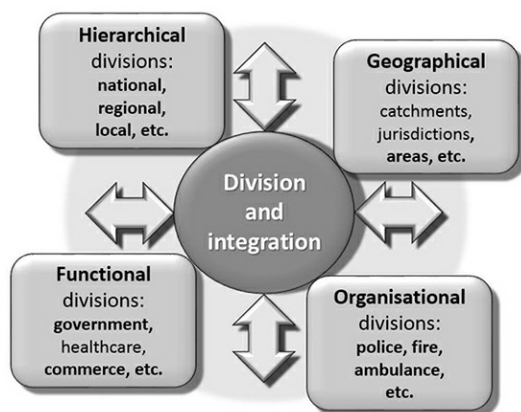 Hierarchical
divisions:
national,
regional,
local, etc.
Geographical
divisions:
catchments,
jurisdictions,
areas, etc.
Division
and
integration
Functional
divisions:
government,
healthcare,
commerce, etc.
Organisational
divisions:
police, fire,
ambulance,
etc.